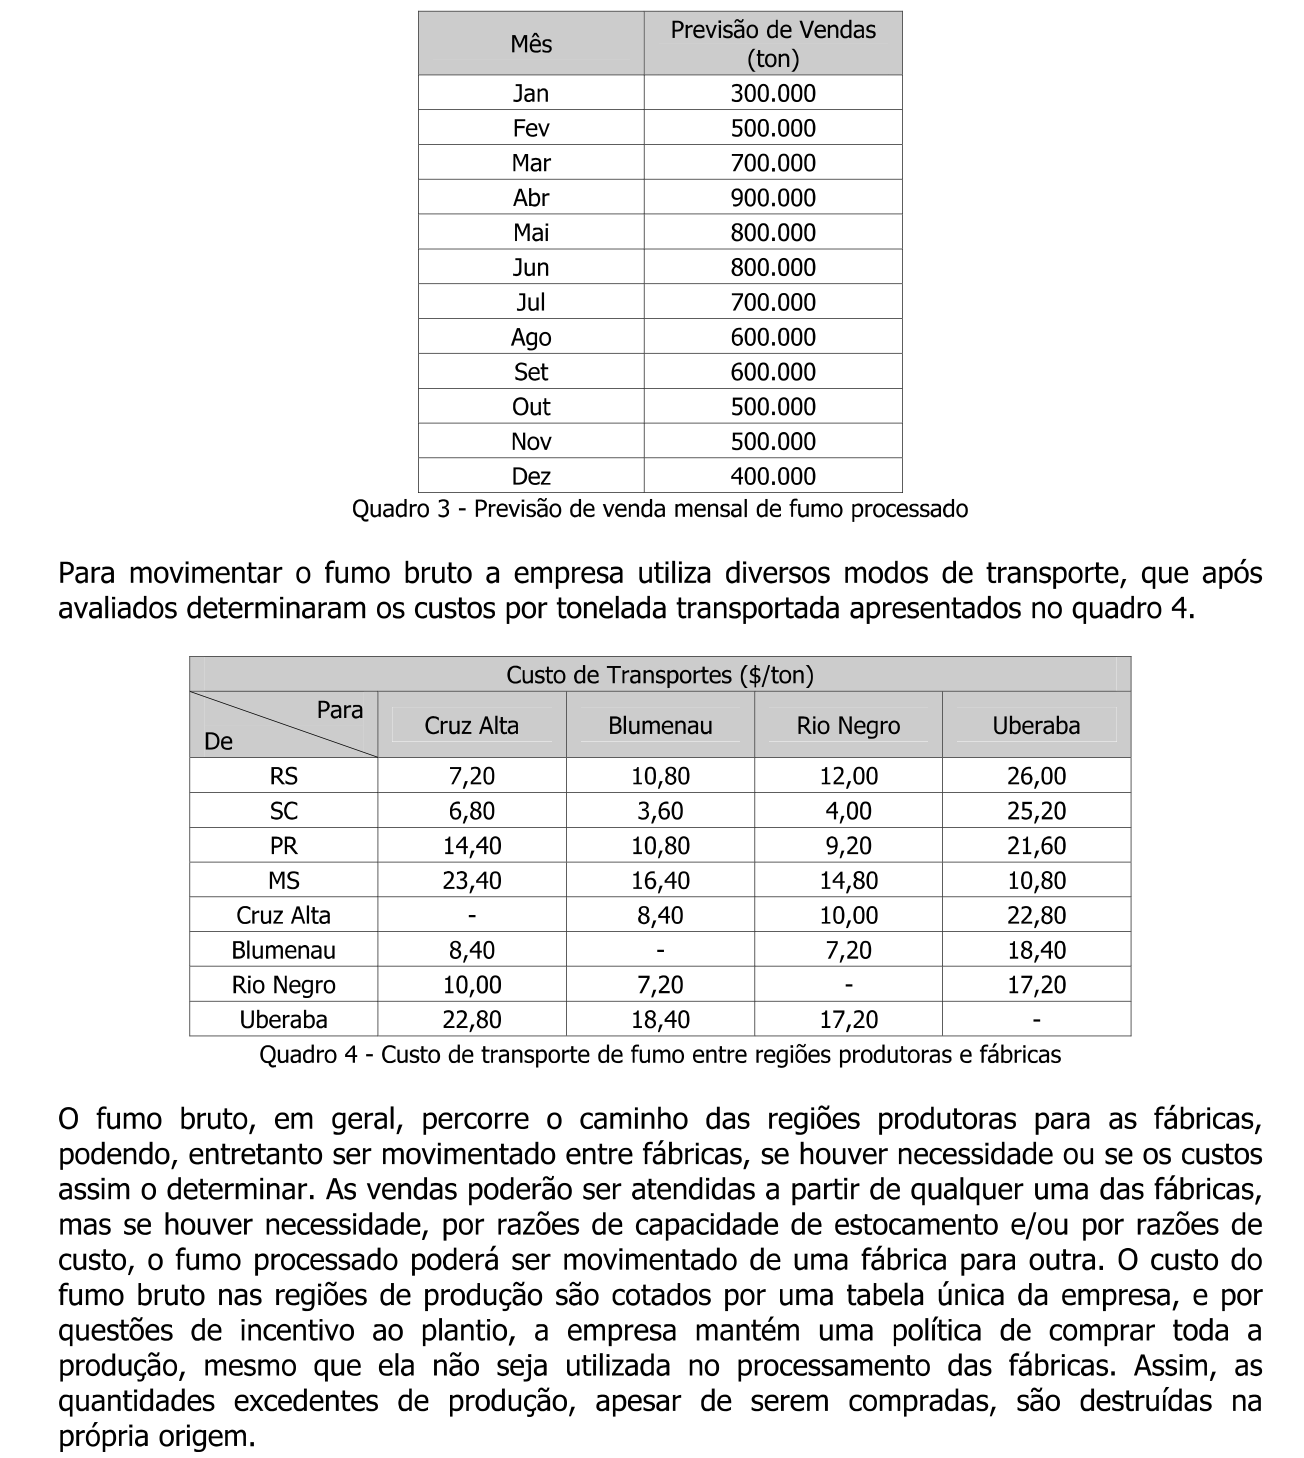 Mês Previsão de Vendas (ton)
Jan 300.000
Fev 500.000
Mar 700.000
Abr 900.000
Mai 800.000
Jun 800.000
Jul 700.000
Ago 600.000
Set 600.000
Out 500.000
Nov 500.000
Dez 400.000
Quadro 3 - Previsão de venda mensal de fumo processado
Para movimentar o fumo bruto a empresa utiliza diversos modos de transporte, que após
avaliados determinaram os custos por tonelada transportada apresentados no quadro 4.
Custo de Transportes ($/ton)
De Para Cruz Alta Blumenau Rio Negro Uberaba
RS 7,20 10,80 12,00 26,00
SC 6,80 3,60 4,00 25,20
PR 14,40 10,80 9,20 21,60
MS 23,40 16,40 14,80 10,80
Cruz Alta - 8,40 10,00 22,80
Blumenau 8,40 - 7,20 18,40
Rio Negro 10,00 7,20 - 17,20
Uberaba 22,80 18,40 17,20 -
Quadro 4 - Custo de transporte de fumo entre regiões produtoras e fábricas
O fumo bruto, em geral, percorre o caminho das regiões produtoras para as fábricas,
podendo, entretanto ser movimentado entre fábricas, se houver necessidade ou se os custos
assim o determinar. As vendas poderão ser atendidas a partir de qualquer uma das fábricas,
mas se houver necessidade, por razões de capacidade de estocamento e/ou por razões de
custo, o fumo processado poderá ser movimentado de uma fábrica para outra. O custo do
fumo bruto nas regiões de produção são cotados por uma tabela única da empresa, e por
questões de incentivo ao plantio, a empresa mantém uma política de comprar toda a
produção, mesmo que ela não seja utilizada no processamento das fábricas. Assim, as
quantidades excedentes de produção, apesar de serem compradas, são destruídas na
própria origem.